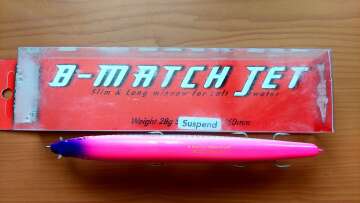 B-MATCH JET
Slim & Long minnow for salt water
Weight 28g
Suspend